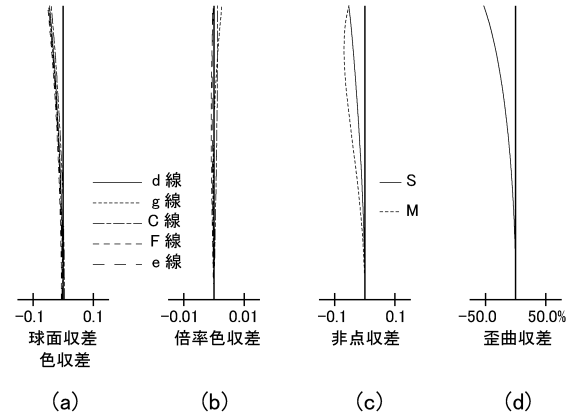 d 線
g 線
C 線
F 線
e 線
S
M
-0.1 0.1
球面収差
色収差
(a)
-0.01 0.01
倍率色収差
(b)
-0.1 0.1
非点収差
(c)
-50.0 50.0%
歪曲収差
(d)